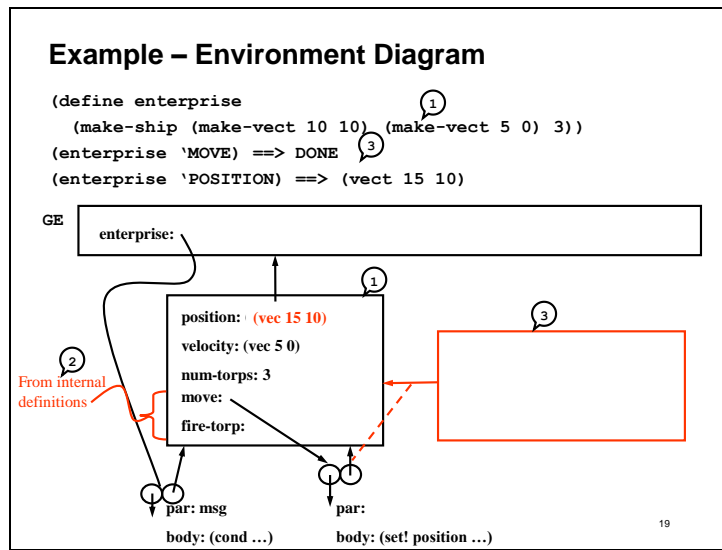 Example – Environment Diagram
(define enterprise
1
(make-ship (make-vect 10 10) (make-vect 5 0) 3))
(enterprise ‘MOVE) ==> DONE
3
(enterprise ‘POSITION) ==> (vect 15 10)
GE
enterprise:
1
position: (vec 15 10)
3
velocity: (vec 5 0)
2
num-torps: 3
From internal
definitions
move:
fire-torp:
par: msg
par:
body: (cond …)
body: (set! position …)
19